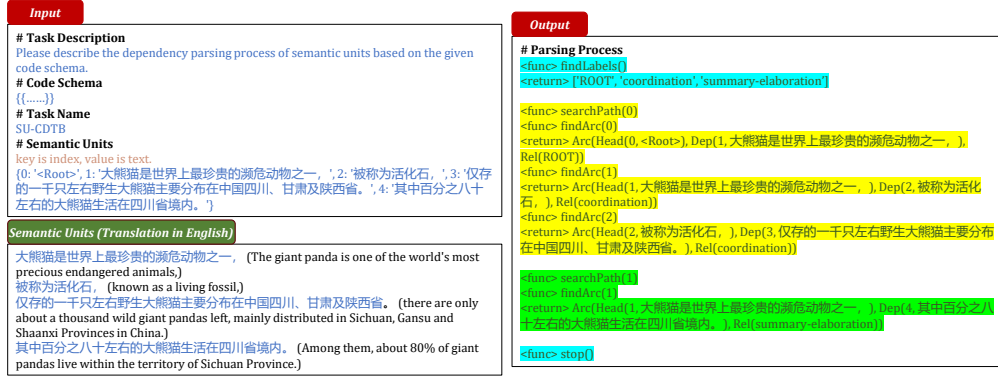 Input
# Task Description
Please describe the dependency parsing process of semantic units based on the given
code schema.
# Code Schema
{{......}}
# Task Name
SU-CDTB
# Semantic Units
key is index, value is text.
{0: '<Root>', 1: '大熊猫是世界上最珍贵的濒危动物之一，', 2: '被称为活化石，', 3: '仅存
的一千只左右野生大熊猫主要分布在中国四川、甘肃及陕西省。', 4: '其中百分之八十
左右的大熊猫生活在四川省境内。'}
Semantic Units (Translation in English)
大熊猫是世界上最珍贵的濒危动物之一， (The giant panda is one of the world's most
precious endangered animals,)
被称为活化石， (known as a living fossil,)
仅存的一千只左右野生大熊猫主要分布在中国四川、甘肃及陕西省。 (there are only
about a thousand wild giant pandas left, mainly distributed in Sichuan, Gansu and
Shaanxi Provinces in China.)
其中百分之八十左右的大熊猫生活在四川省境内。 (Among them, about 80% of giant
pandas live within the territory of Sichuan Province.)
Output
# Parsing Process
<func> findLabels()
<return> ['ROOT', 'coordination', 'summary-elaboration']
<func> searchPath(0)
<func> findArc(0)
<return> Arc(Head(0, <Root>), Dep(1, 大熊猫是世界上最珍贵的濒危动物之一，),
Rel(ROOT))
<func> findArc(1)
<return> Arc(Head(1, 大熊猫是世界上最珍贵的濒危动物之一，), Dep(2, 被称为活化
石，), Rel(coordination))
<func> findArc(2)
<return> Arc(Head(2, 被称为活化石，), Dep(3, 仅存的一千只左右野生大熊猫主要分布
在中国四川、甘肃及陕西省。), Rel(coordination))
<func> searchPath(1)
<func> findArc(1)
<return> Arc(Head(1, 大熊猫是世界上最珍贵的濒危动物之一，), Dep(4, 其中百分之八
十左右的大熊猫生活在四川省境内。), Rel(summary-elaboration))
<func> stop()